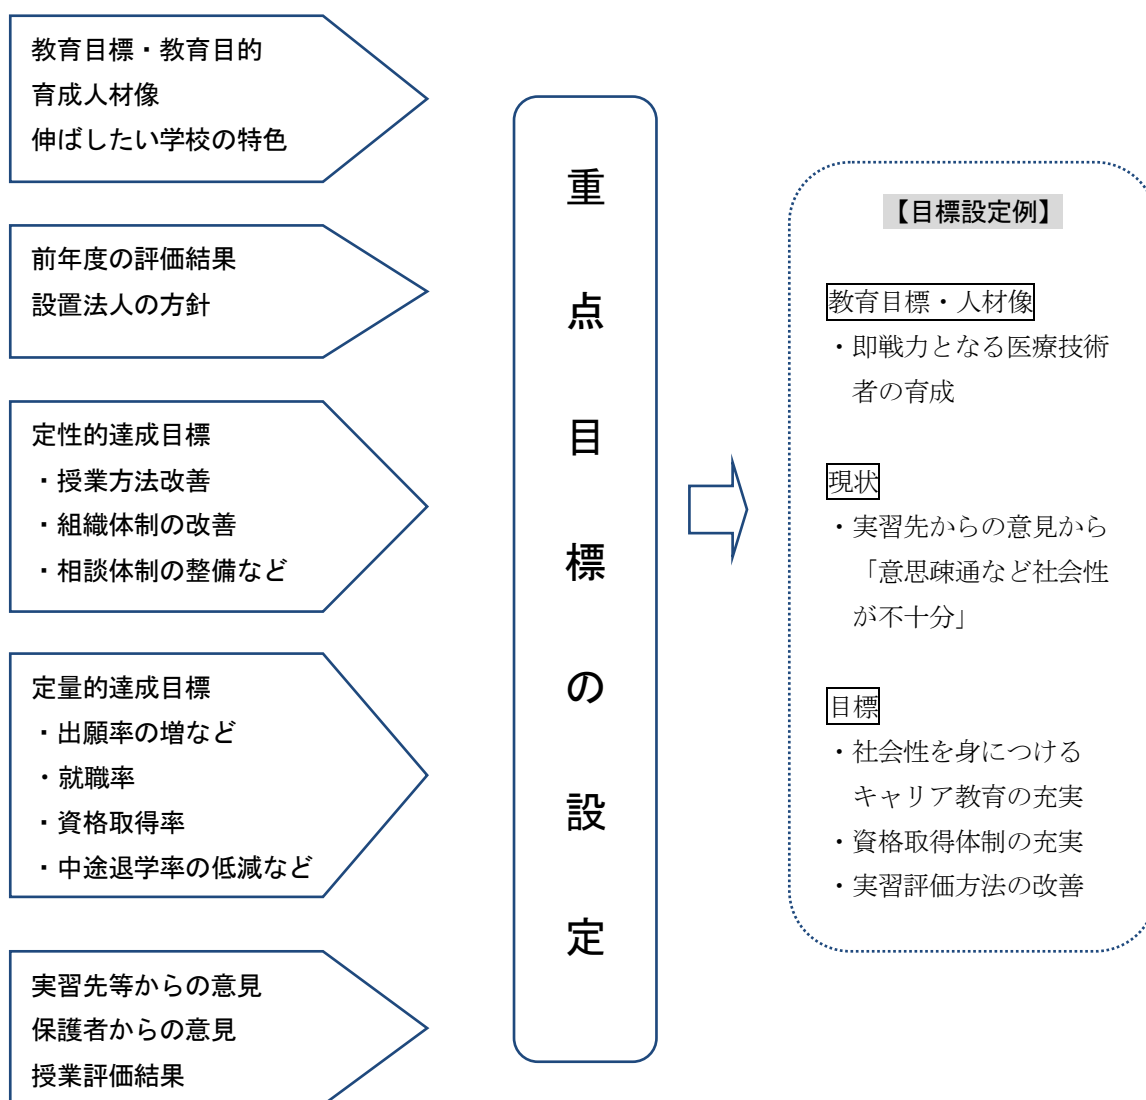 教育目標・教育目的
育成人材像
伸ばしたい学校の特色
前年度の評価結果
設置法人の方針
定性的達成目標
・授業方法改善
・組織体制の改善
・相談体制の整備など
定量的達成目標
・出願率の増など
・就職率
・資格取得率
・中途退学率の低減など
実習先等からの意見
保護者からの意見
授業評価結果
重点目標の設定
【目標設定例】
教育目標・人材像
・即戦力となる医療技術
者の育成
現状
・実習先からの意見から
「意思疎通など社会性
が不十分」
目標
・社会性を身につける
キャリア教育の充実
・資格取得体制の充実
・実習評価方法の改善